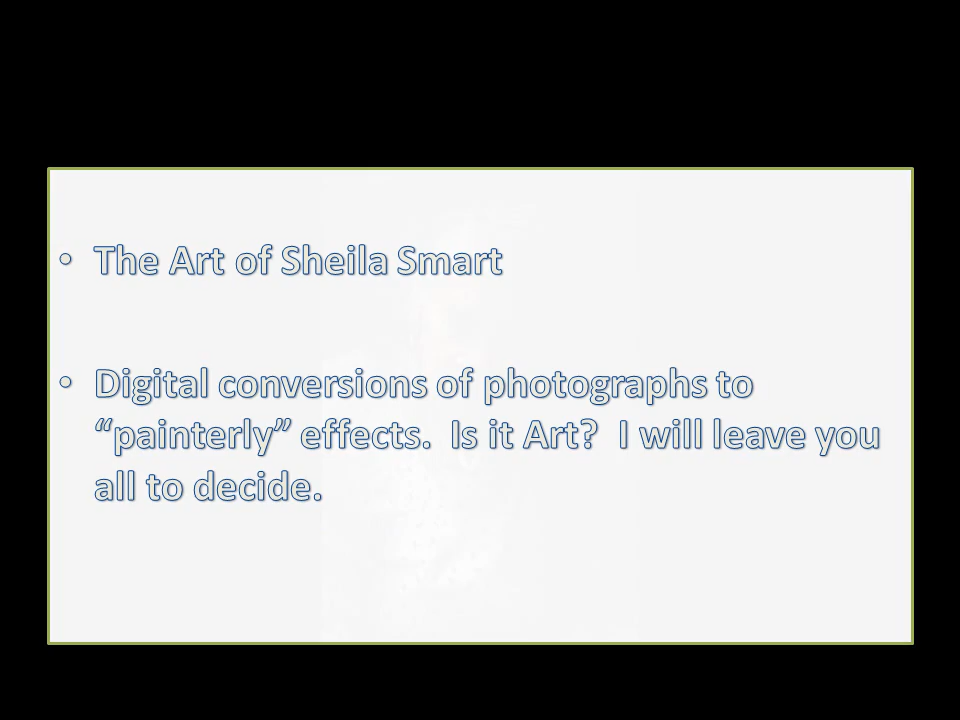 • The Art of Sheila Smart
• Digital conversions of photographs to
“painterly” effects.  Is it Art?  I will leave you
all to decide.